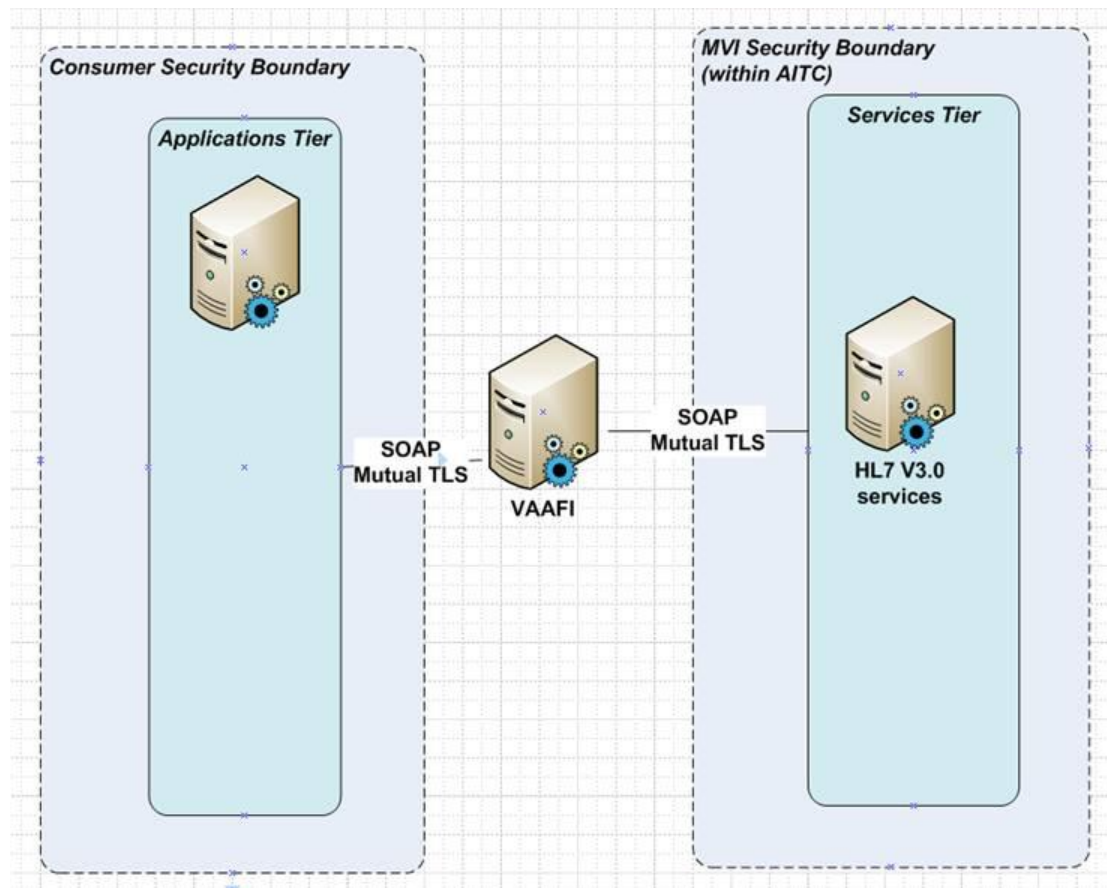 Consumer Security Boundary
Applications Tier
SOAP
Mutual TLS
VAAFI
SOAP
Mutual TLS
MVI Security Boundary
(within AITC)
Services Tier
HL7 V3.0
services